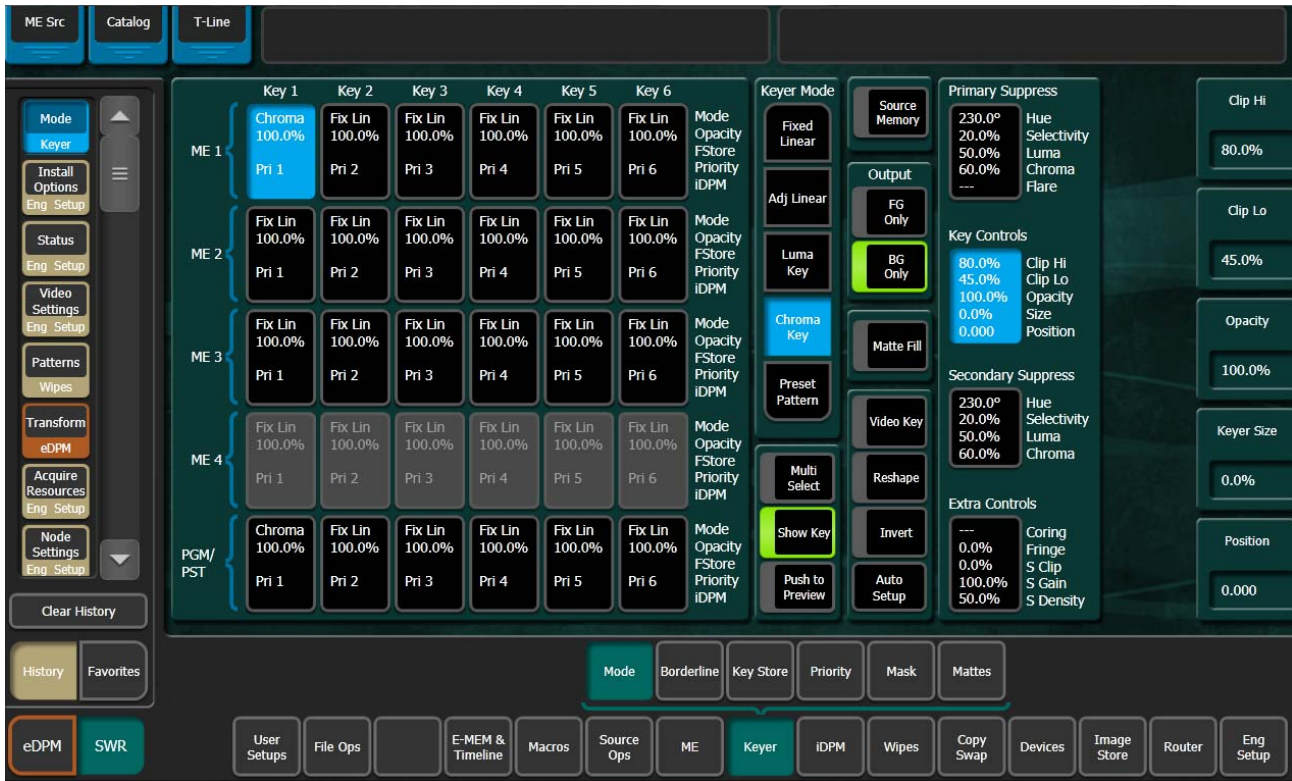 ME Src
Catalog
T-Line
Mode
Keyer
Install
Options
Eng Setup
Status
Eng Setup
Video
Settings
Eng Setup
Patterns
Wipes
Transform
eDPM
Acquire
Resources
Eng Setup
Node
Settings
Eng Setup
Clear History
History
Favorites
eDPM
SWR
Key 1 Key 2 Key 3 Key 4 Key 5 Key 6
ME 1
Chroma Fix Lin Fix Lin Fix Lin Fix Lin Fix Lin Mode
100.0% 100.0% 100.0% 100.0% 100.0% 100.0% Opacity
FStore
Pri 1 Pri 2 Pri 3 Pri 4 Pri 5 Pri 6 Priority
iDPM
ME 2
Fix Lin Fix Lin Fix Lin Fix Lin Fix Lin Fix Lin Mode
100.0% 100.0% 100.0% 100.0% 100.0% 100.0% Opacity
FStore
Pri 1 Pri 2 Pri 3 Pri 4 Pri 5 Pri 6 Priority
iDPM
ME 3
Fix Lin Fix Lin Fix Lin Fix Lin Fix Lin Fix Lin Mode
100.0% 100.0% 100.0% 100.0% 100.0% 100.0% Opacity
FStore
Pri 1 Pri 2 Pri 3 Pri 4 Pri 5 Pri 6 Priority
iDPM
ME 4
Fix Lin Fix Lin Fix Lin Fix Lin Fix Lin Fix Lin Mode
100.0% 100.0% 100.0% 100.0% 100.0% 100.0% Opacity
FStore
Pri 1 Pri 2 Pri 3 Pri 4 Pri 5 Pri 6 Priority
iDPM
PGM/
PST
Chroma Fix Lin Fix Lin Fix Lin Fix Lin Fix Lin Mode
100.0% 100.0% 100.0% 100.0% 100.0% 100.0% Opacity
FStore
Pri 1 Pri 2 Pri 3 Pri 4 Pri 5 Pri 6 Priority
iDPM
Keyer Mode
Fixed
Linear
Adj Linear
Luma
Key
Chroma
Key
Preset
Pattern
Multi
Select
Show Key
Push to
Preview
Source
Memory
Output
FG
Only
BG
Only
Matte Fill
Video Key
Reshape
Invert
Auto
Setup
Primary Suppress
230.0° Hue
20.0% Selectivity
50.0% Luma
60.0% Chroma
--- Flare
Key Controls
80.0% Clip Hi
45.0% Clip Lo
100.0% Opacity
0.0% Size
0.000 Position
Secondary Suppress
230.0° Hue
20.0% Selectivity
50.0% Luma
60.0% Chroma
Extra Controls
--- Coring
0.0% Fringe
0.0% S Clip
100.0% S Gain
50.0% S Density
Clip Hi
80.0%
Clip Lo
45.0%
Opacity
100.0%
Keyer Size
0.0%
Position
0.000
Mode
Borderline
Key Store
Priority
Mask
Mattes
User
Setups
File Ops
E-MEM &
Timeline
Macros
Source
Ops
ME
Keyer
iDPM
Wipes
Copy
Swap
Devices
Image
Store
Router
Eng
Setup